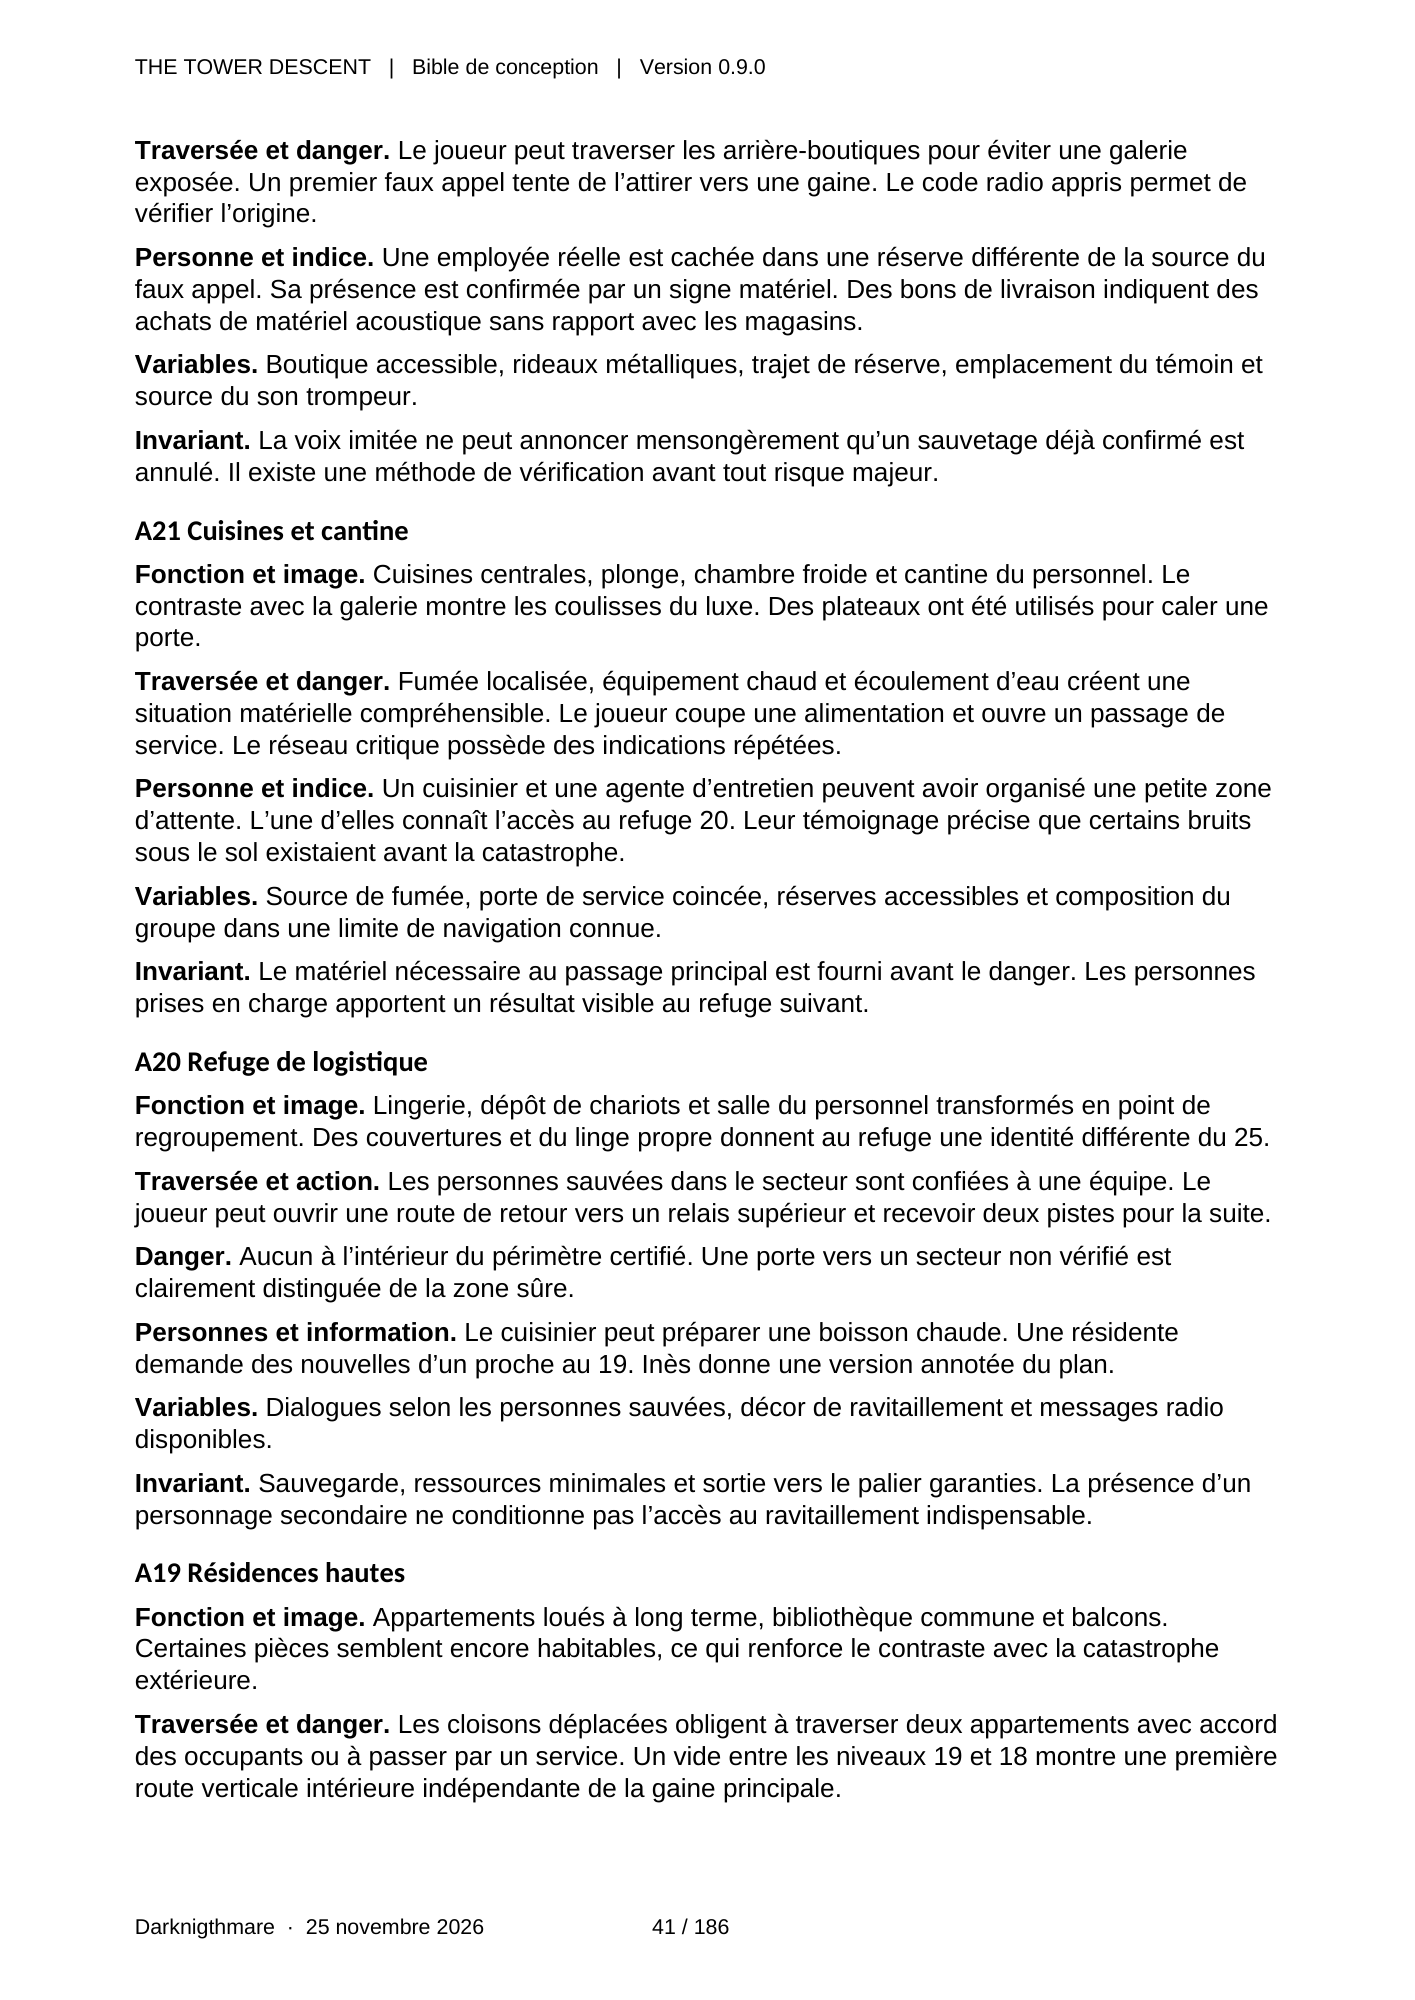 THE TOWER DESCENT | Bible de conception | Version 0.9.0
Traversée et danger. Le joueur peut traverser les arrière-boutiques pour éviter une galerie
exposée. Un premier faux appel tente de l’attirer vers une gaine. Le code radio appris permet de
vérifier l’origine.
Personne et indice. Une employée réelle est cachée dans une réserve différente de la source du
faux appel. Sa présence est confirmée par un signe matériel. Des bons de livraison indiquent des
achats de matériel acoustique sans rapport avec les magasins.
Variables. Boutique accessible, rideaux métalliques, trajet de réserve, emplacement du témoin et
source du son trompeur.
Invariant. La voix imitée ne peut annoncer mensongèrement qu’un sauvetage déjà confirmé est
annulé. Il existe une méthode de vérification avant tout risque majeur.
A21 Cuisines et cantine
Fonction et image. Cuisines centrales, plonge, chambre froide et cantine du personnel. Le
contraste avec la galerie montre les coulisses du luxe. Des plateaux ont été utilisés pour caler une
porte.
Traversée et danger. Fumée localisée, équipement chaud et écoulement d’eau créent une
situation matérielle compréhensible. Le joueur coupe une alimentation et ouvre un passage de
service. Le réseau critique possède des indications répétées.
Personne et indice. Un cuisinier et une agente d’entretien peuvent avoir organisé une petite zone
d’attente. L’une d’elles connaît l’accès au refuge 20. Leur témoignage précise que certains bruits
sous le sol existaient avant la catastrophe.
Variables. Source de fumée, porte de service coincée, réserves accessibles et composition du
groupe dans une limite de navigation connue.
Invariant. Le matériel nécessaire au passage principal est fourni avant le danger. Les personnes
prises en charge apportent un résultat visible au refuge suivant.
A20 Refuge de logistique
Fonction et image. Lingerie, dépôt de chariots et salle du personnel transformés en point de
regroupement. Des couvertures et du linge propre donnent au refuge une identité différente du 25.
Traversée et action. Les personnes sauvées dans le secteur sont confiées à une équipe. Le
joueur peut ouvrir une route de retour vers un relais supérieur et recevoir deux pistes pour la suite.
Danger. Aucun à l’intérieur du périmètre certifié. Une porte vers un secteur non vérifié est
clairement distinguée de la zone sûre.
Personnes et information. Le cuisinier peut préparer une boisson chaude. Une résidente
demande des nouvelles d’un proche au 19. Inès donne une version annotée du plan.
Variables. Dialogues selon les personnes sauvées, décor de ravitaillement et messages radio
disponibles.
Invariant. Sauvegarde, ressources minimales et sortie vers le palier garanties. La présence d’un
personnage secondaire ne conditionne pas l’accès au ravitaillement indispensable.
A19 Résidences hautes
Fonction et image. Appartements loués à long terme, bibliothèque commune et balcons.
Certaines pièces semblent encore habitables, ce qui renforce le contraste avec la catastrophe
extérieure.
Traversée et danger. Les cloisons déplacées obligent à traverser deux appartements avec accord
des occupants ou à passer par un service. Un vide entre les niveaux 19 et 18 montre une première
route verticale intérieure indépendante de la gaine principale.
Darknigthmare · 25 novembre 2026 41 / 186